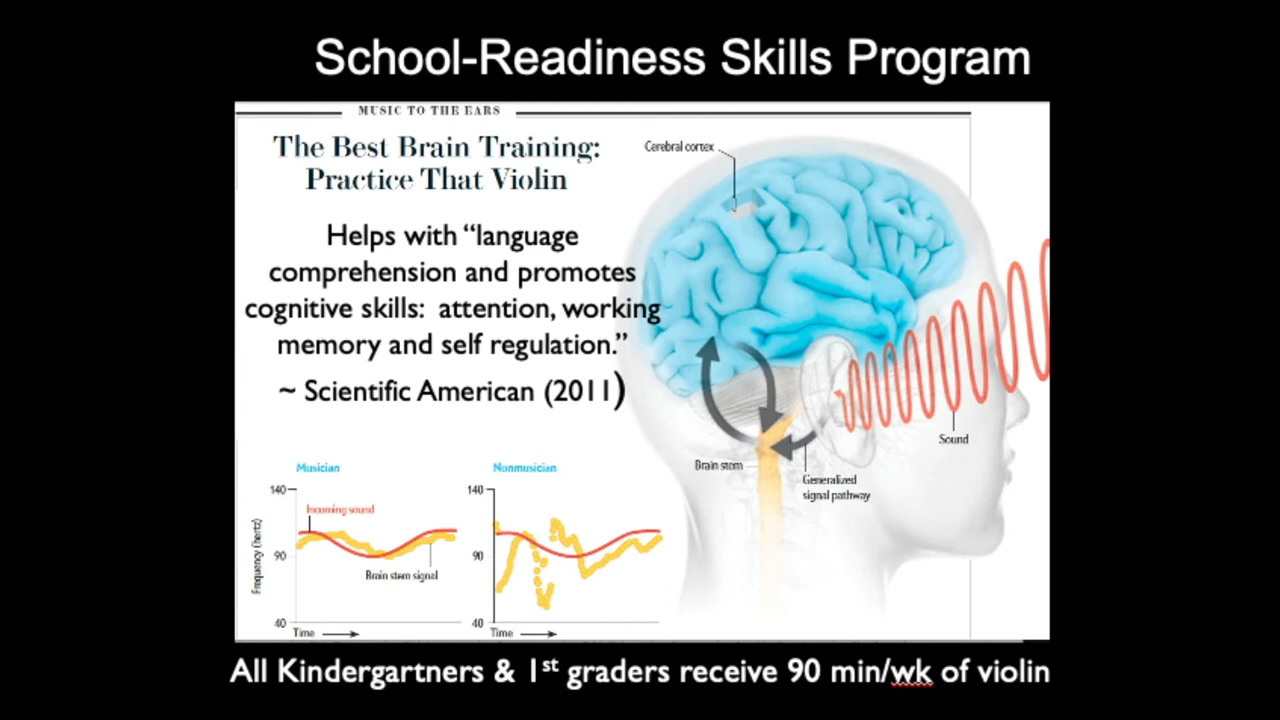 School-Readiness Skills Program
MUSIC TO THE EARS
The Best Brain Training:
Practice That Violin
Helps with “language
comprehension and promotes
cognitive skills: attention, working
memory and self regulation.”
~ Scientific American (2011)
Cerebral cortex
Sound
Brain stem
Generalized
signal pathway
Musician
140
Incoming sound
90
Brain stem signal
40
Frequency (hertz)
Time
Nonmusician
140
90
40
Time
All Kindergartners & 1st graders receive 90 min/wk of violin